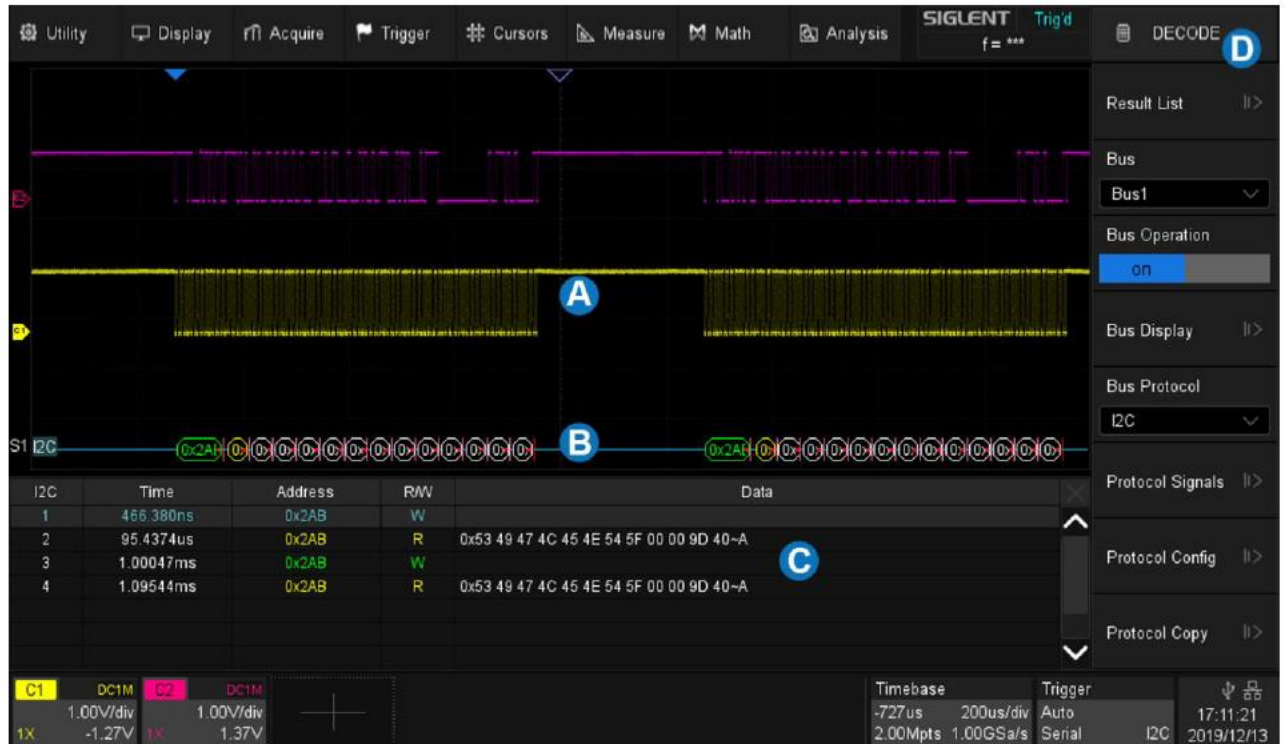 Utility Display Acquire Trigger Cursors Measure Math Analysis SIGLENT Trig'd DECODE
f = ***
D
Result List
Bus
Bus1
Bus Operation
on
A
Bus Display
Bus Protocol
I2C
C1
S1 I2C 0x2AB B 0x2AB
Protocol Signals
I2C Time Address R/W Data
1 466.380ns 0x2AB W
2 95.4374us 0x2AB R 0x53 49 47 4C 45 4E 54 5F 00 00 9D 40~A
3 1.00047ms 0x2AB W
4 1.09544ms 0x2AB R 0x53 49 47 4C 45 4E 54 5F 00 00 9D 40~A
C
Protocol Config
Protocol Copy
C1 DC1M C2 DC1M Timebase Trigger
1.00V/div 1.00V/div -727us 200us/div Auto 17:11:21
1X -1.27V 1X 1.37V 2.00Mpts 1.00GSa/s Serial I2C 2019/12/13